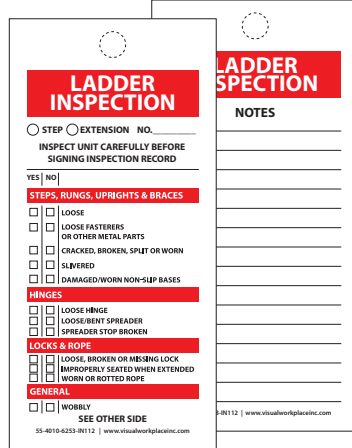 LADDER
INSPECTION
STEP EXTENSION NO.________
INSPECT UNIT CAREFULLY BEFORE
SIGNING INSPECTION RECORD
YES NO
STEPS, RUNGS, UPRIGHTS & BRACES
LOOSE
LOOSE FASTERERS
OR OTHER METAL PARTS
CRACKED, BROKEN, SPLIT OR WORN
SLIVERED
DAMAGED/WORN NON-SLIP BASES
HINGES
LOOSE HINGE
LOOSE/BENT SPREADER
SPREADER STOP BROKEN
LOCKS & ROPE
LOOSE, BROKEN OR MISSING LOCK
IMPROPERLY SEATED WHEN EXTENDED
WORN OR ROTTED ROPE
GENERAL
WOBBLY
SEE OTHER SIDE
55-4010-6253-IN112 | www.visualworkplaceinc.com
LADDER
SPECTION
NOTES
3-IN112 | www.visualworkplaceinc.com